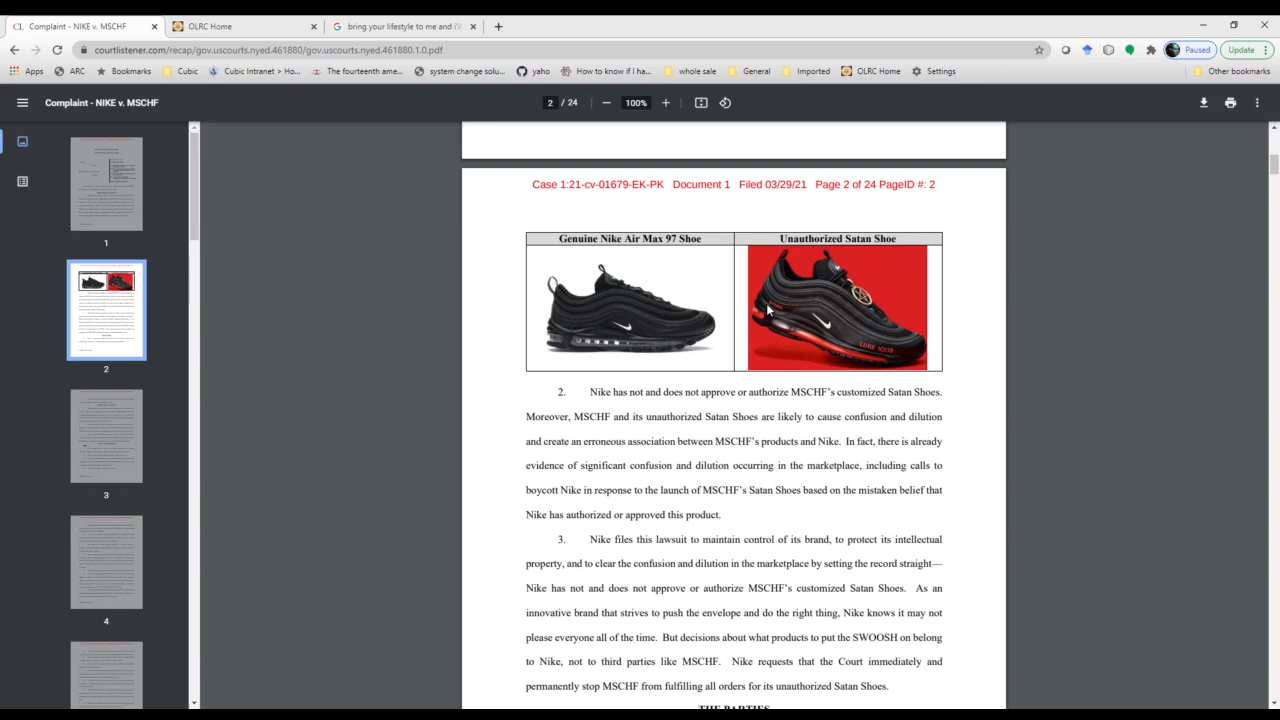 CL Complaint - NIKE v. MSCHF
OLRC Home
bring your lifestyle to me and i'll
courtlistener.com/recap/gov.uscourts.nyed.461880/gov.uscourts.nyed.461880.1.0.pdf
Paused
Update
Apps
ARC
Bookmarks
Cubic
Cubic Intranet > Ho...
The fourteenth ame...
system change solu...
yaho
How to know if I ha...
whole sale
General
Imported
OLRC Home
Settings
Other bookmarks
Complaint - NIKE v. MSCHF
2 / 24
100%
1
2
3
4
Case 1:21-cv-01679-EK-PK Document 1 Filed 03/29/21 Page 2 of 24 PageID #: 2
Genuine Nike Air Max 97 Shoe
Unauthorized Satan Shoe
LUKE 10:18
2. Nike has not and does not approve or authorize MSCHF's customized Satan Shoes.
Moreover, MSCHF and its unauthorized Satan Shoes are likely to cause confusion and dilution
and create an erroneous association between MSCHF's products and Nike. In fact, there is already
evidence of significant confusion and dilution occurring in the marketplace, including calls to
boycott Nike in response to the launch of MSCHF's Satan Shoes based on the mistaken belief that
Nike has authorized or approved this product.
3. Nike files this lawsuit to maintain control of its brand, to protect its intellectual
property, and to clear the confusion and dilution in the marketplace by setting the record straight—
Nike has not and does not approve or authorize MSCHF's customized Satan Shoes. As an
innovative brand that strives to push the envelope and do the right thing, Nike knows it may not
please everyone all of the time. But decisions about what products to put the SWOOSH on belong
to Nike, not to third parties like MSCHF. Nike requests that the Court immediately and
permanently stop MSCHF from fulfilling all orders for its unauthorized Satan Shoes.
THE PARTIES